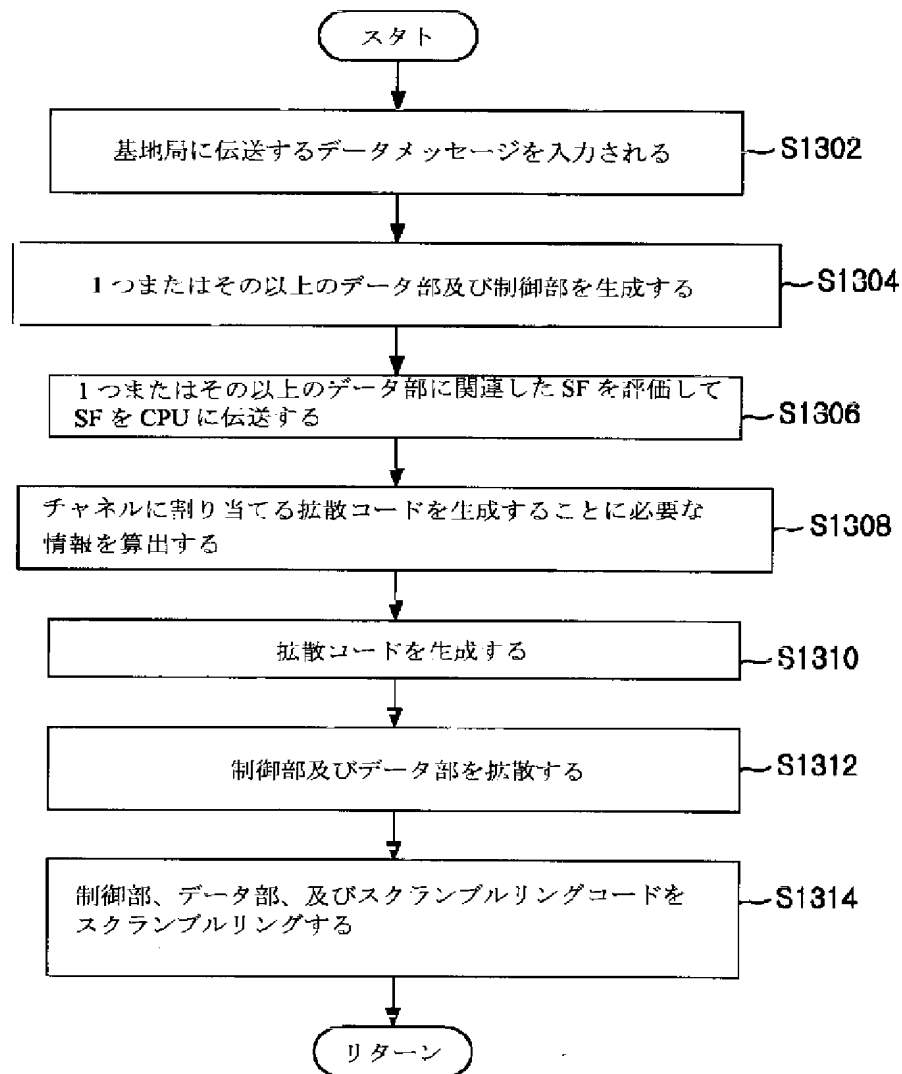 スタト
基地局に伝送するデータメッセージを入力される
S1302
1つまたはその以上のデータ部及び制御部を生成する
S1304
1つまたはその以上のデータ部に関連した SF を評価して
SF を CPU に伝送する
S1306
チャネルに割り当てる拡散コードを生成することに必要な
情報を算出する
S1308
拡散コードを生成する
S1310
制御部及びデータ部を拡散する
S1312
制御部、データ部、及びスクランブルリングコードを
スクランブルリングする
S1314
リターン